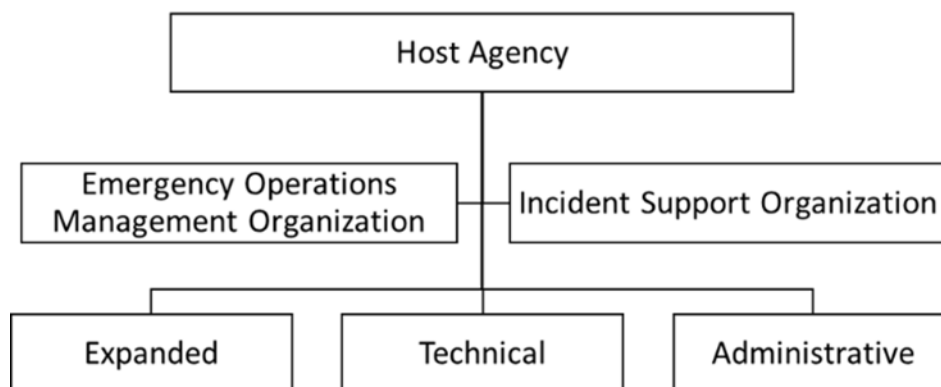 Host Agency
Emergency Operations
Management Organization
Incident Support Organization
Expanded
Technical
Administrative